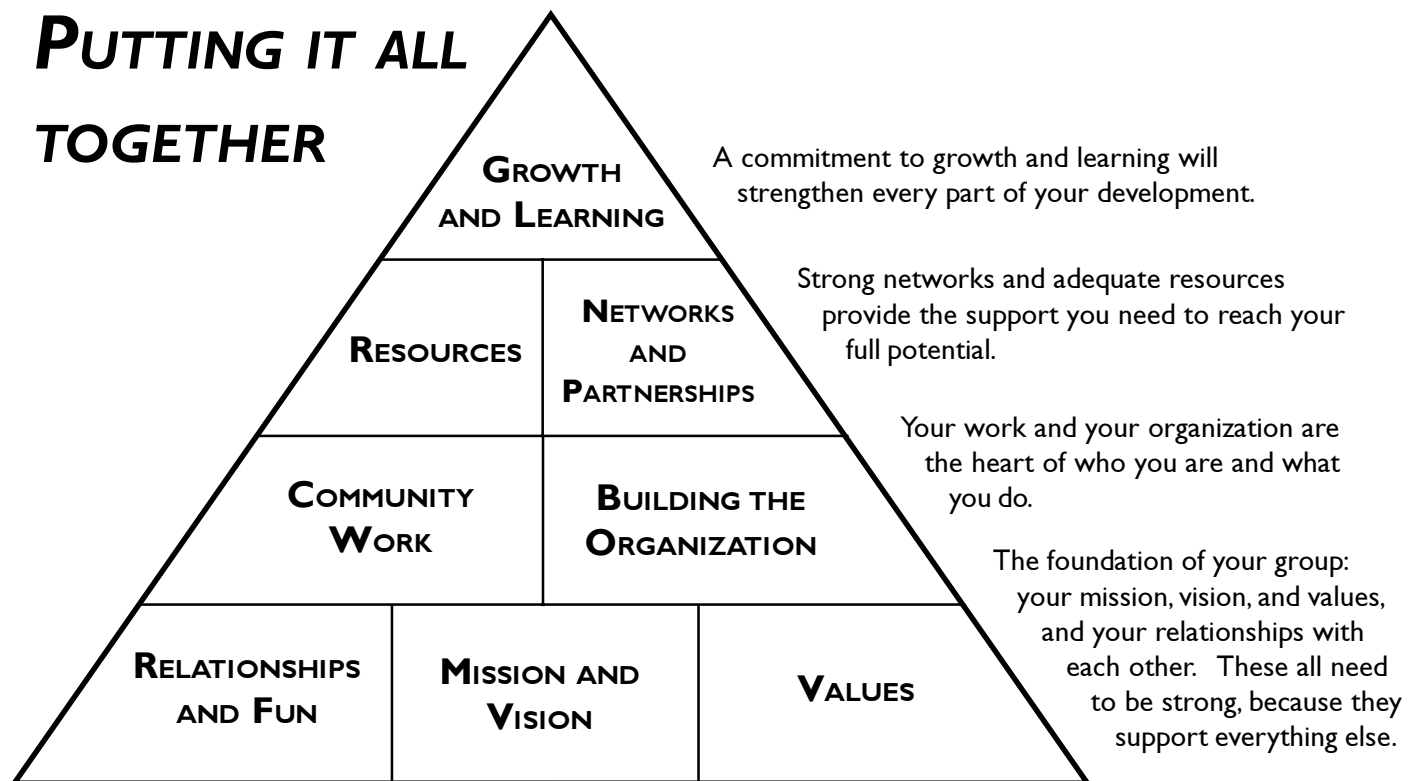 PUTTING IT ALL
TOGETHER
GROWTH
AND LEARNING
A commitment to growth and learning will
strengthen every part of your development.
RESOURCES
NETWORKS
AND
PARTNERSHIPS
Strong networks and adequate resources
provide the support you need to reach your
full potential.
COMMUNITY
WORK
BUILDING THE
ORGANIZATION
Your work and your organization are
the heart of who you are and what
you do.
RELATIONSHIPS
AND FUN
MISSION AND
VISION
VALUES
The foundation of your group:
your mission, vision, and values,
and your relationships with
each other. These all need
to be strong, because they
support everything else.